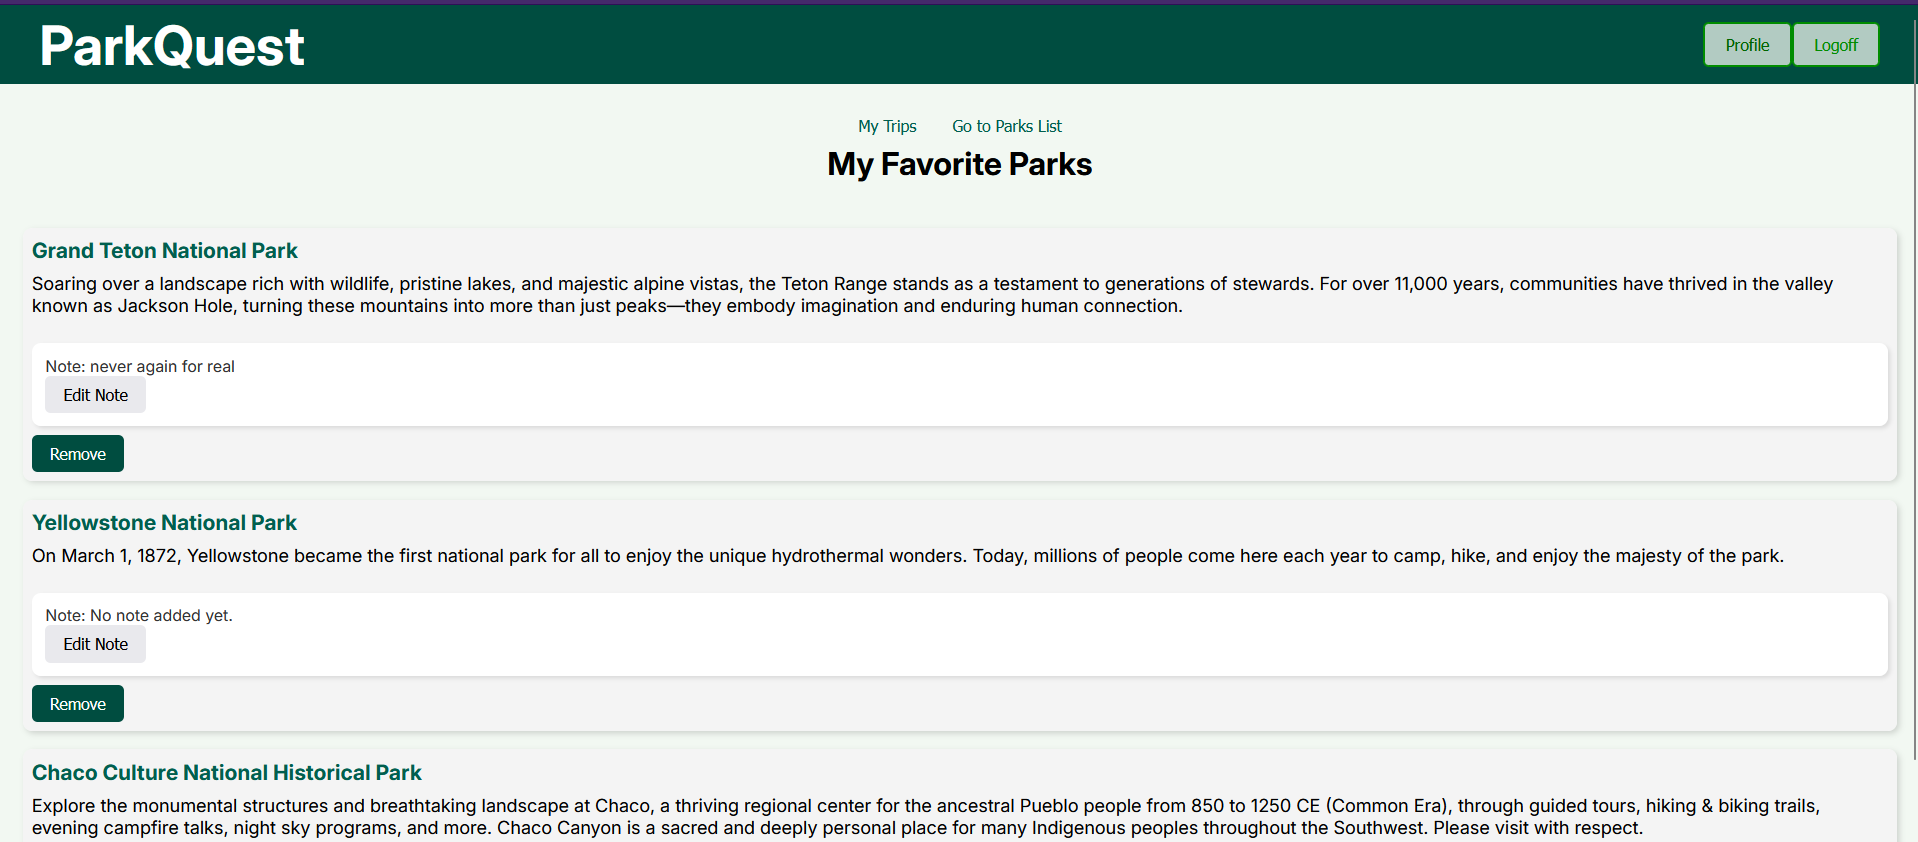 ParkQuest
Profile
Logoff
My Trips
Go to Parks List
My Favorite Parks
Grand Teton National Park
Soaring over a landscape rich with wildlife, pristine lakes, and majestic alpine vistas, the Teton Range stands as a testament to generations of stewards. For over 11,000 years, communities have thrived in the valley
known as Jackson Hole, turning these mountains into more than just peaks—they embody imagination and enduring human connection.
Note: never again for real
Edit Note
Remove
Yellowstone National Park
On March 1, 1872, Yellowstone became the first national park for all to enjoy the unique hydrothermal wonders. Today, millions of people come here each year to camp, hike, and enjoy the majesty of the park.
Note: No note added yet.
Edit Note
Remove
Chaco Culture National Historical Park
Explore the monumental structures and breathtaking landscape at Chaco, a thriving regional center for the ancestral Pueblo people from 850 to 1250 CE (Common Era), through guided tours, hiking & biking trails,
evening campfire talks, night sky programs, and more. Chaco Canyon is a sacred and deeply personal place for many Indigenous peoples throughout the Southwest. Please visit with respect.